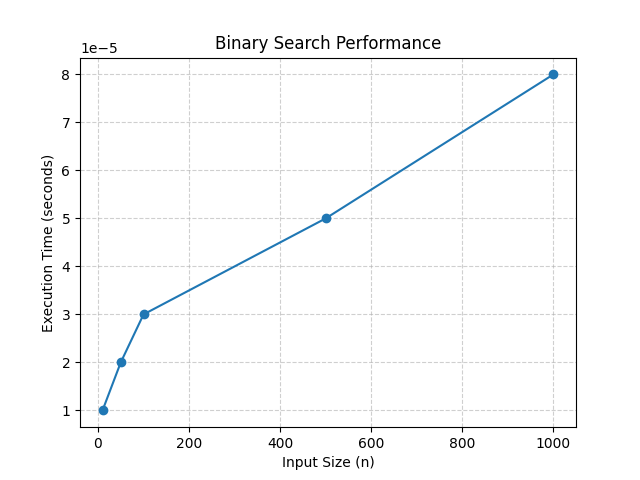 Binary Search Performance
1e−5
8
7
6
5
4
3
2
1
Execution Time (seconds)
0 200 400 600 800 1000
Input Size (n)